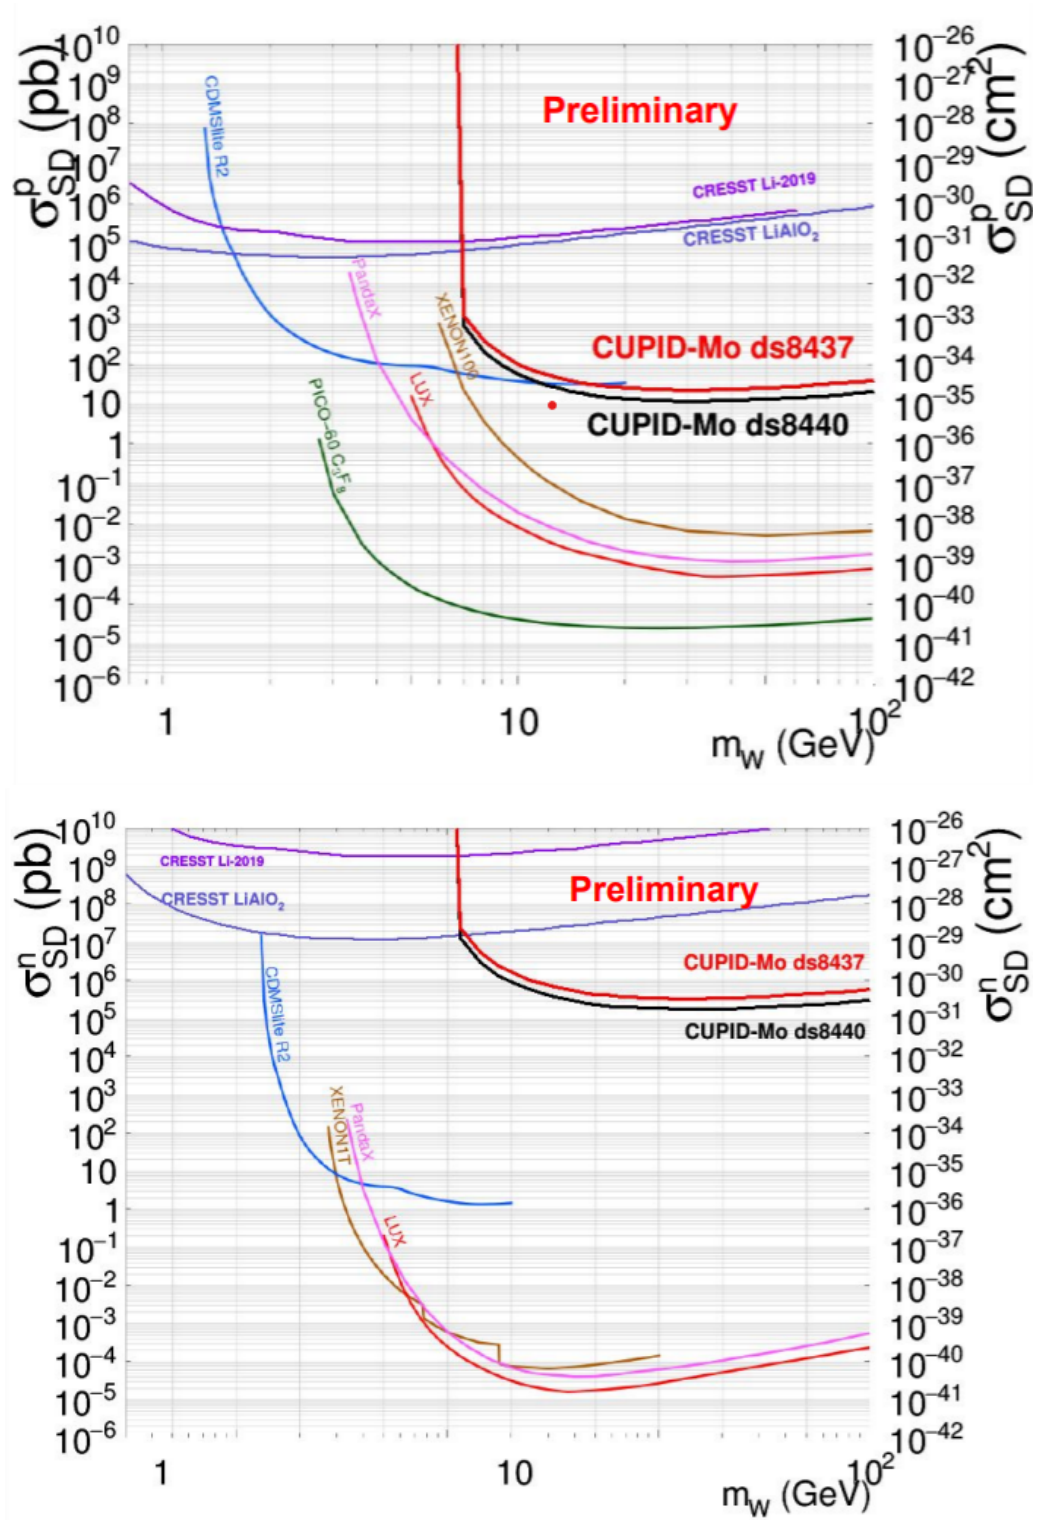 σ^p_SD (pb)
σ^p_SD (cm²)
10^10
10^9
10^8
10^7
10^6
10^5
10^4
10^3
10^2
10
1
10^−1
10^−2
10^−3
10^−4
10^−5
10^−6
10^−26
10^−27
10^−28
10^−29
10^−30
10^−31
10^−32
10^−33
10^−34
10^−35
10^−36
10^−37
10^−38
10^−39
10^−40
10^−41
10^−42
Preliminary
CDMSlite R2
CRESST Li-2019
CRESST LiAlO₂
PandaX
XENON100
CUPID-Mo ds8437
LUX
PICO−60 C₃F₈
CUPID-Mo ds8440
1
10
10²
m_W (GeV)
σ^n_SD (pb)
σ^n_SD (cm²)
10^10
10^9
10^8
10^7
10^6
10^5
10^4
10^3
10^2
10
1
10^−1
10^−2
10^−3
10^−4
10^−5
10^−6
10^−26
10^−27
10^−28
10^−29
10^−30
10^−31
10^−32
10^−33
10^−34
10^−35
10^−36
10^−37
10^−38
10^−39
10^−40
10^−41
10^−42
CRESST Li-2019
Preliminary
CRESST LiAlO₂
CUPID-Mo ds8437
CDMSlite R2
CUPID-Mo ds8440
XENON1T
PandaX
LUX
1
10
10²
m_W (GeV)